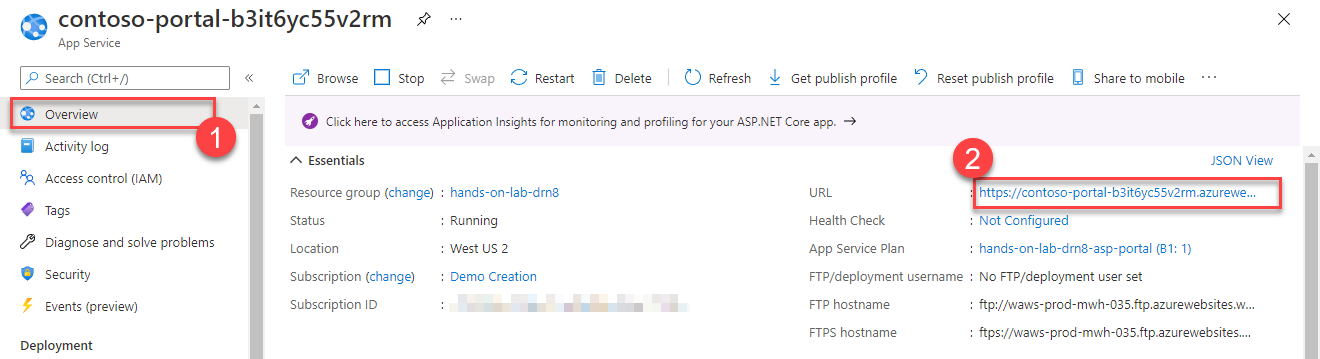 contoso-portal-b3it6yc55v2rm ...
App Service
Search (Ctrl+/) «
Browse Stop Swap Restart Delete Refresh Get publish profile Reset publish profile Share to mobile ...
Overview
1
Activity log
Access control (IAM)
Tags
Diagnose and solve problems
Security
Events (preview)
Deployment
Click here to access Application Insights for monitoring and profiling for your ASP.NET Core app. →
Essentials
2
JSON View
Resource group (change) : hands-on-lab-drn8
Status : Running
Location : West US 2
Subscription (change) : Demo Creation
Subscription ID :
URL : https://contoso-portal-b3it6yc55v2rm.azurewe...
Health Check : Not Configured
App Service Plan : hands-on-lab-drn8-asp-portal (B1: 1)
FTP/deployment username : No FTP/deployment user set
FTP hostname : ftp://waws-prod-mwh-035.ftp.azurewebsites.w...
FTPS hostname : ftps://waws-prod-mwh-035.ftp.azurewebsites....